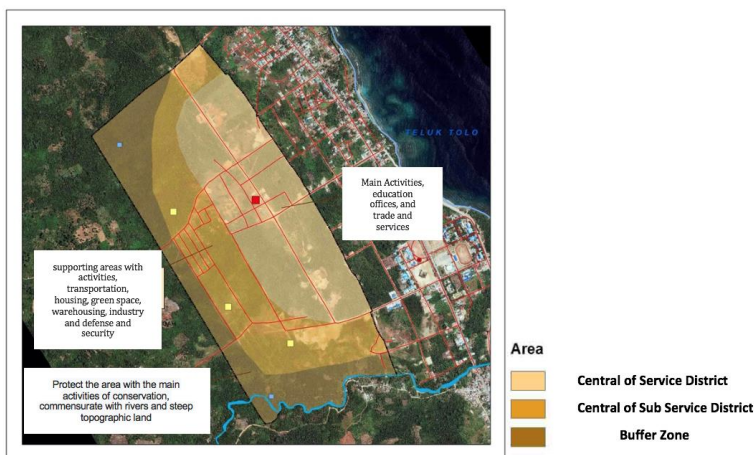 TELUK TOLO
Main Activities,
education
offices, and
trade and
services
supporting areas with
activities,
transportation,
housing, green space,
warehousing, industry
and defense and
security
Protect the area with the main
activities of conservation,
commensurate with rivers and steep
topographic land
Area
Central of Service District
Central of Sub Service District
Buffer Zone